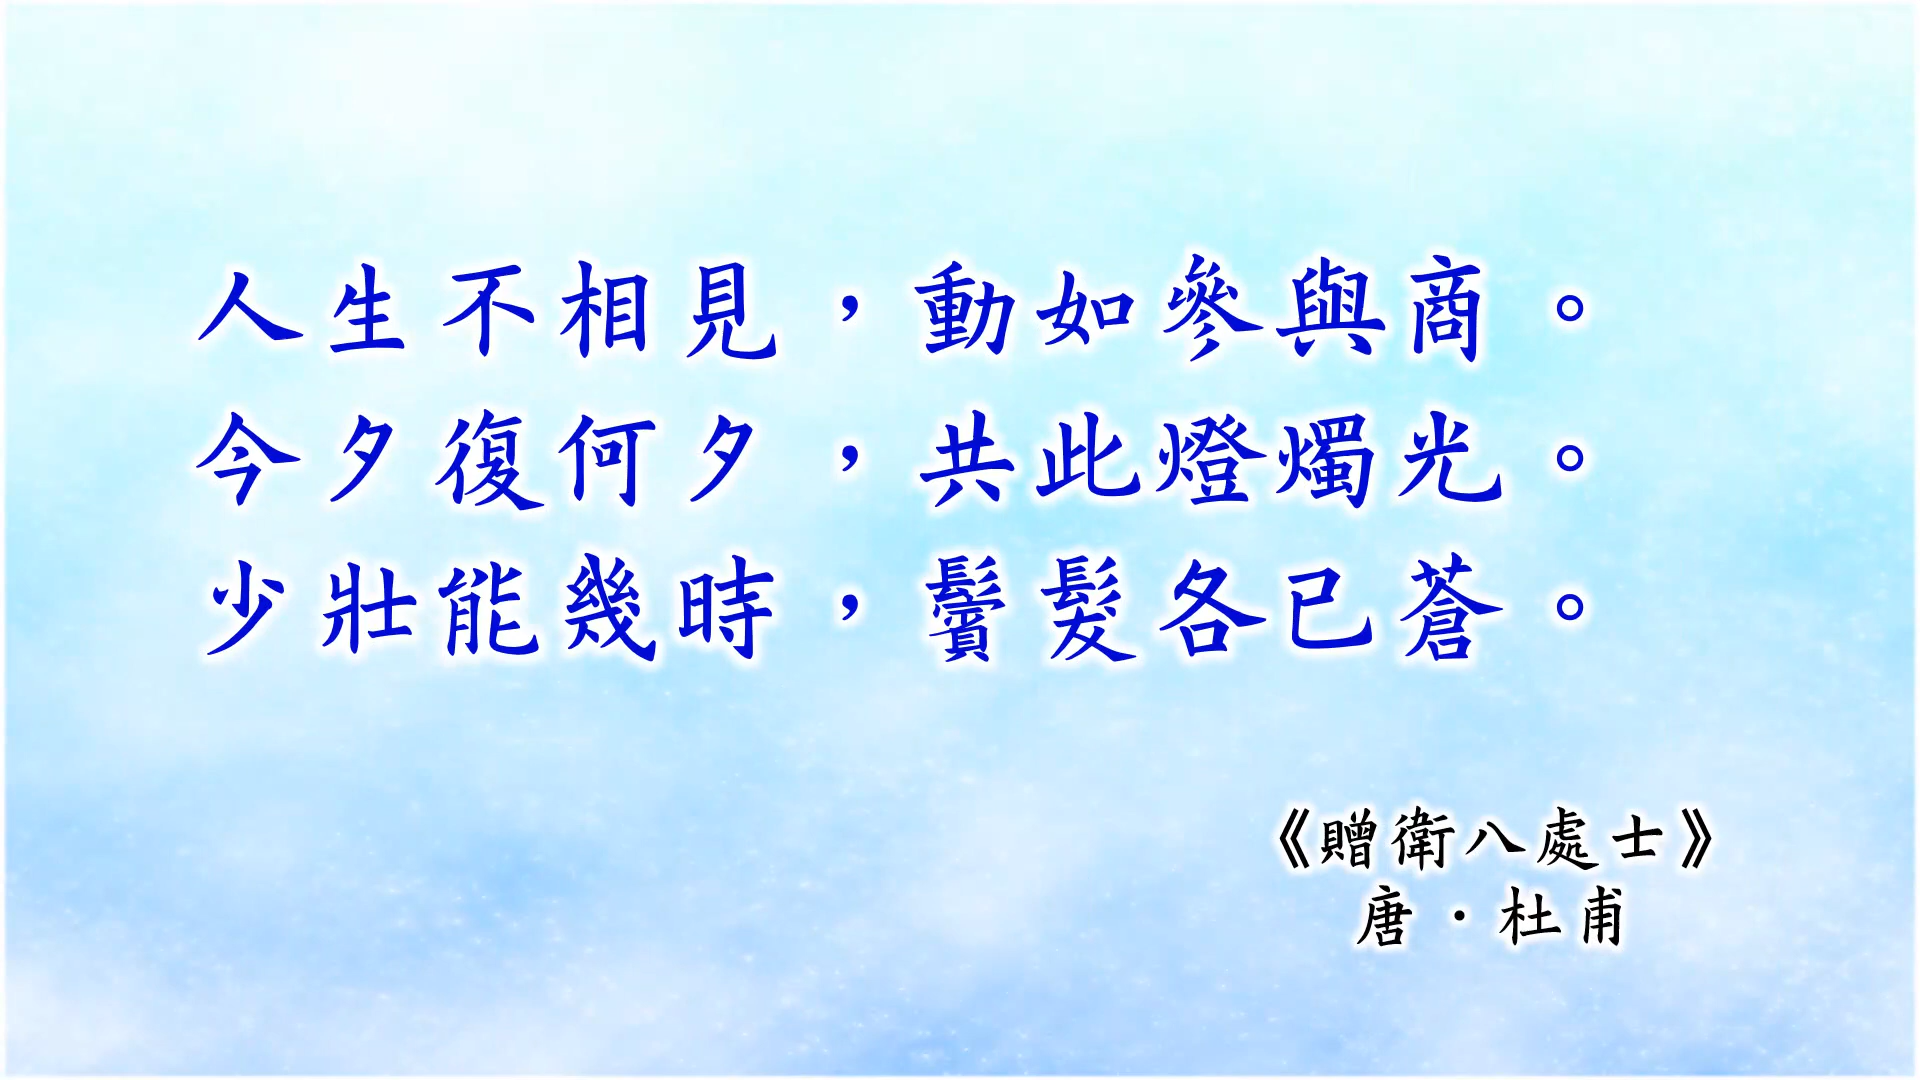 人生不相見，動如參與商。
今夕復何夕，共此燈燭光。
少壯能幾時，鬢髮各已蒼。
《贈衛八處士》
唐．杜甫